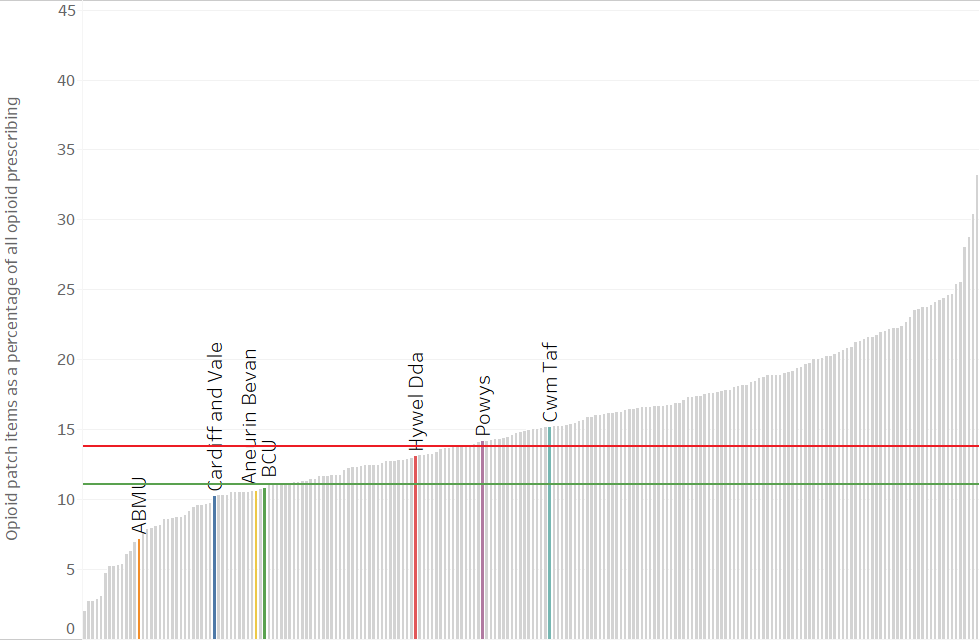 45
40
35
30
25
20
15
10
5
0
Opioid patch items as a percentage of all opioid prescribing
ABMU
Cardiff and Vale
Aneurin Bevan
BCU
Hywel Dda
Powys
Cwm Taf